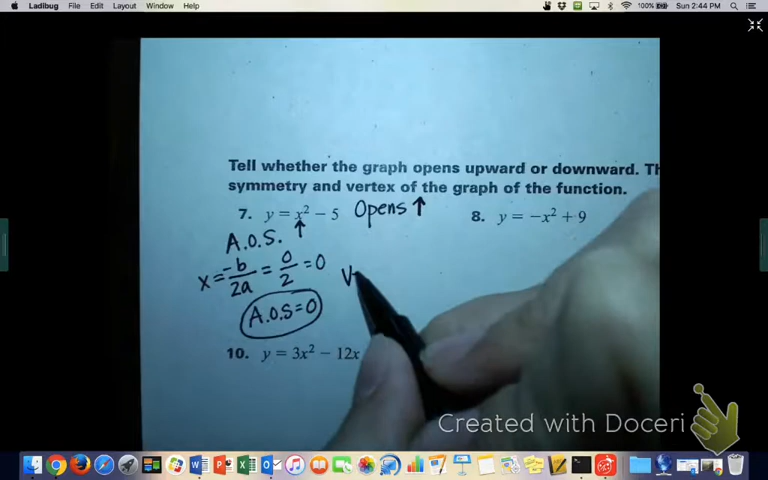 Ladibug File Edit Layout Window Help 100% Sun 2:44 PM
Tell whether the graph opens upward or downward. Th
symmetry and vertex of the graph of the function.
7. y = x² − 5 Opens ↑ 8. y = −x² + 9
A.O.S. ↑
x = -b/2a = 0/2 = 0 V
A.O.S = 0
10. y = 3x² − 12x
Created with Doceri